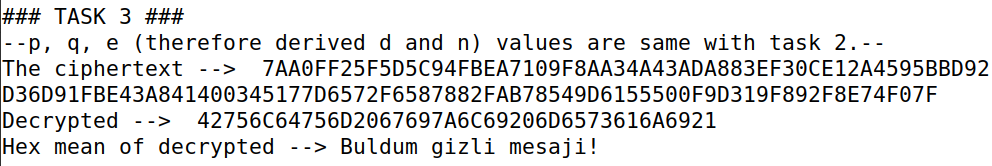 ### TASK 3 ###
--p, q, e (therefore derived d and n) values are same with task 2.--
The ciphertext -->  7AA0FF25F5D5C94FBEA7109F8AA34A43ADA883EF30CE12A4595BBD92
D36D91FBE43A841400345177D6572F6587882FAB78549D6155500F9D319F892F8E74F07F
Decrypted -->  42756C64756D2067697A6C69206D6573616A6921
Hex mean of decrypted --> Buldum gizli mesaji!